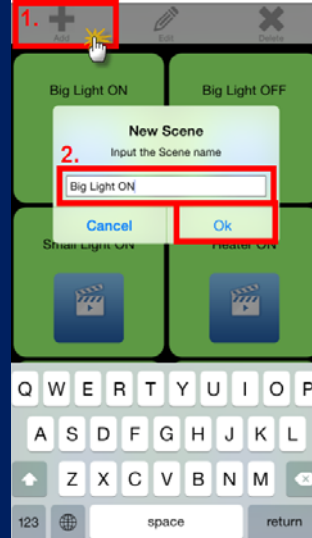 1.
Add Edit Delete
Big Light ON Big Light OFF
New Scene
2. Input the Scene name
Big Light ON
Cancel Ok
Small Light ON Heater ON
Q W E R T Y U I O P
A S D F G H J K L
Z X C V B N M
123 space return